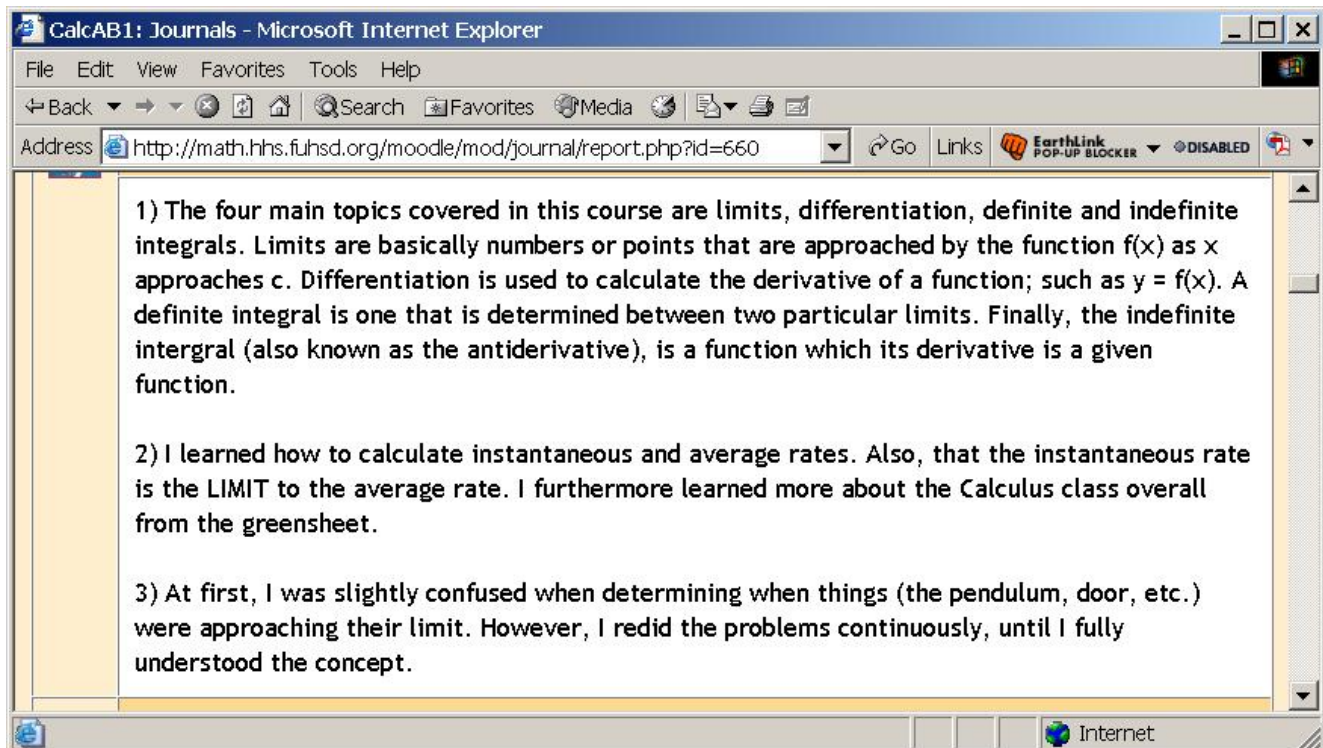 CalcAB1: Journals - Microsoft Internet Explorer
File Edit View Favorites Tools Help
Back Search Favorites Media
Address http://math.hhs.fuhsd.org/moodle/mod/journal/report.php?id=660 Go Links EarthLink POP-UP BLOCKER DISABLED
1) The four main topics covered in this course are limits, differentiation, definite and indefinite
integrals. Limits are basically numbers or points that are approached by the function f(x) as x
approaches c. Differentiation is used to calculate the derivative of a function; such as y = f(x). A
definite integral is one that is determined between two particular limits. Finally, the indefinite
intergral (also known as the antiderivative), is a function which its derivative is a given
function.
2) I learned how to calculate instantaneous and average rates. Also, that the instantaneous rate
is the LIMIT to the average rate. I furthermore learned more about the Calculus class overall
from the greensheet.
3) At first, I was slightly confused when determining when things (the pendulum, door, etc.)
were approaching their limit. However, I redid the problems continuously, until I fully
understood the concept.
Internet